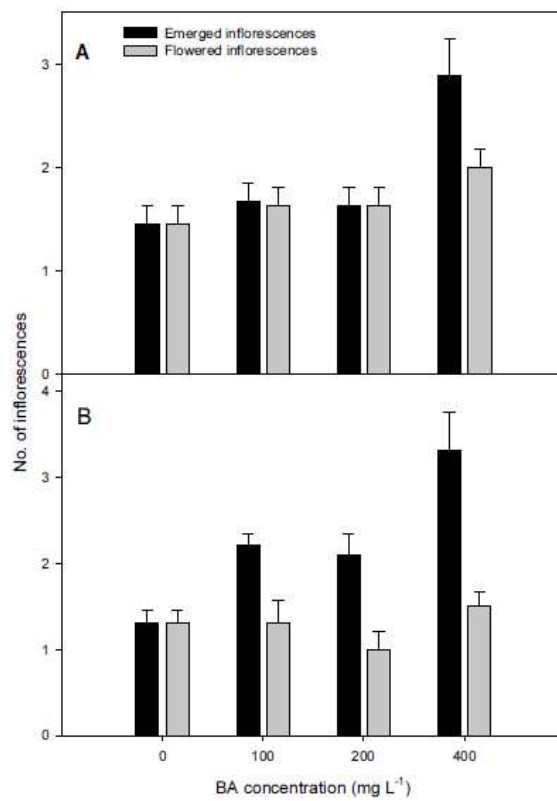 A
Emerged inflorescences
Flowered inflorescences
3
2
1
0
B
4
3
2
1
0
No. of inflorescences
0 100 200 400
BA concentration (mg L⁻¹)